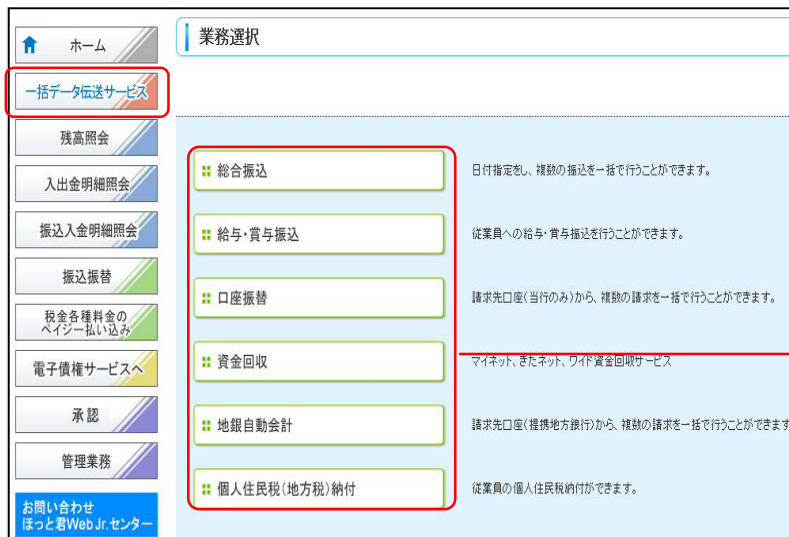 ホーム
一括データ伝送サービス
残高照会
入出金明細照会
振込入金明細照会
振込振替
税金各種料金の
ペイジー払い込み
電子債権サービスへ
承認
管理業務
お問い合わせ
ほっと君Web Jr.センター
業務選択
総合振込
日付指定をし、複数の振込を一括で行うことができます。
給与・賞与振込
従業員への給与・賞与振込を行うことができます。
口座振替
請求先口座(当行のみ)から、複数の請求を一括で行うことができます。
資金回収
マイネット、きたネット、ワイド資金回収サービス
地銀自動会計
請求先口座(提携地方銀行)から、複数の請求を一括で行うことができます
個人住民税(地方税)納付
従業員の個人住民税納付ができます。